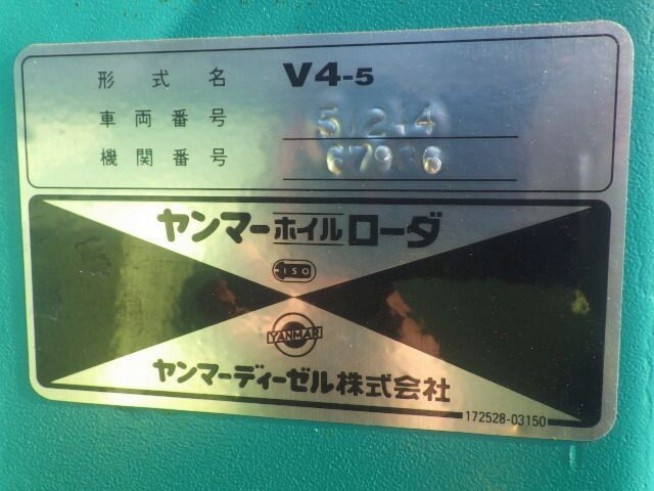 形式名 V4-5
車両番号
機関番号
ヤンマーホイルローダ
ISO
YANMAR
ヤンマーディーゼル株式会社
172528-03150